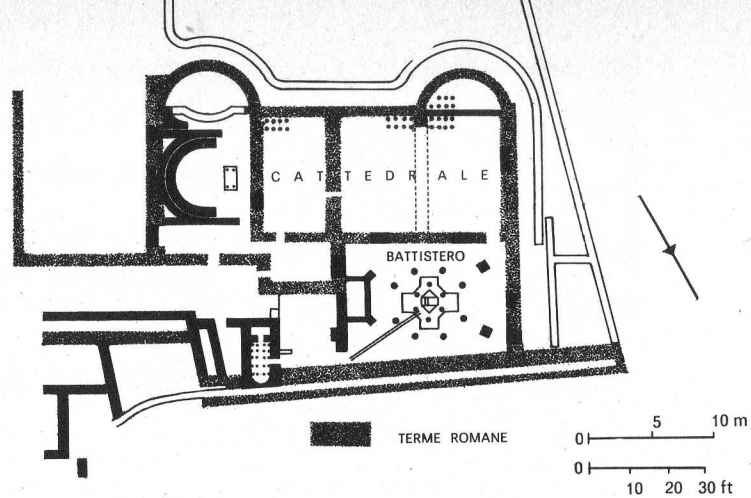 CATTEDRALE
BATTISTERO
TERME ROMANE
0 5 10 m
0 10 20 30 ft